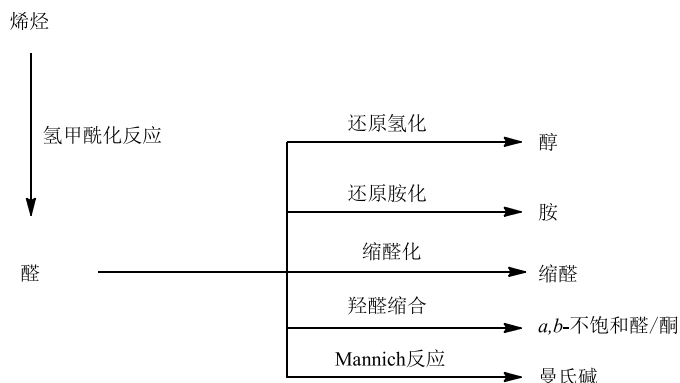 烯烃
氢甲酰化反应
醛
还原氢化
醇
还原胺化
胺
缩醛化
缩醛
羟醛缩合
a,b-不饱和醛/酮
Mannich反应
曼氏碱